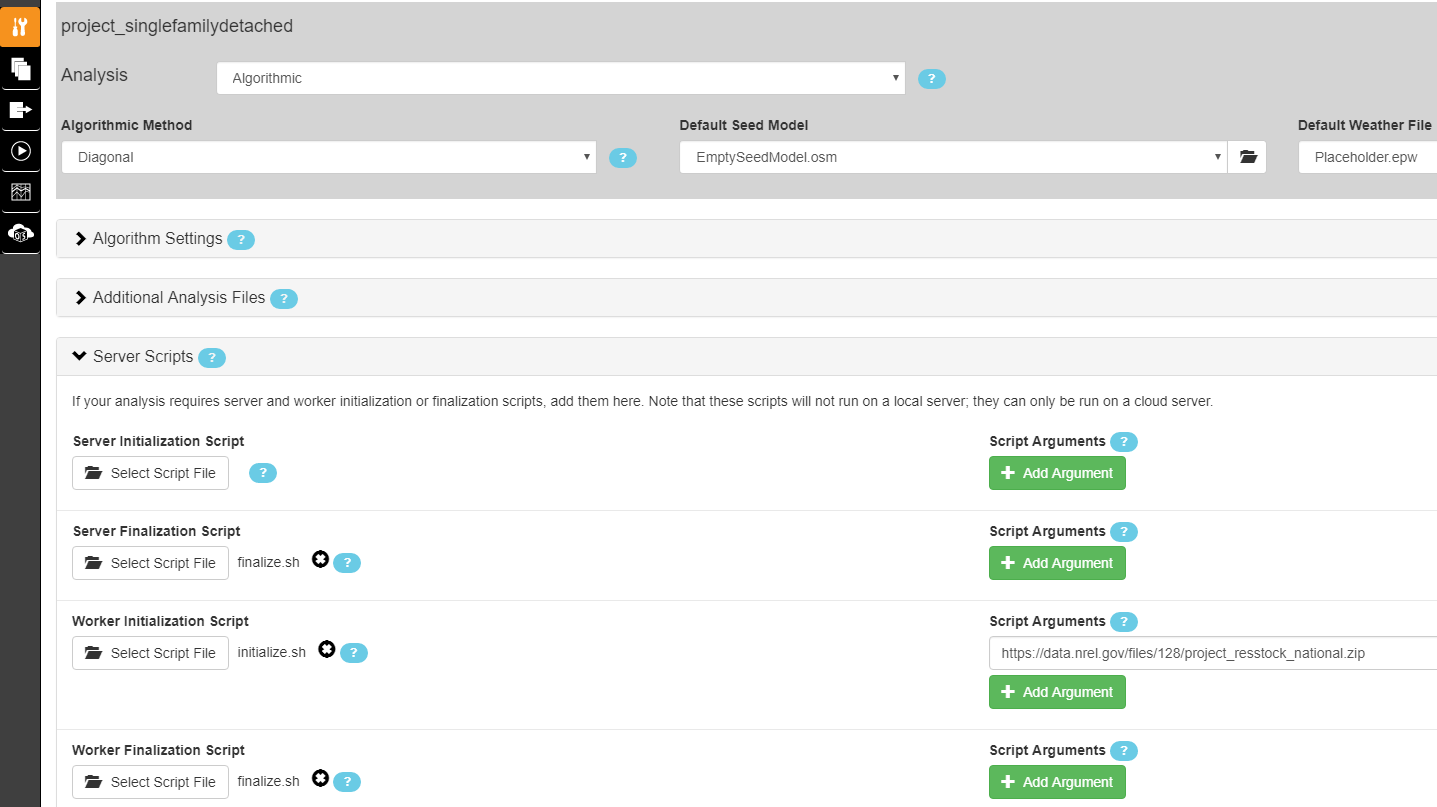 project_singlefamilydetached
Analysis
Algorithmic
?
Algorithmic Method
Default Seed Model
Default Weather File
Diagonal
?
EmptySeedModel.osm
Placeholder.epw
Algorithm Settings ?
Additional Analysis Files ?
Server Scripts ?
If your analysis requires server and worker initialization or finalization scripts, add them here. Note that these scripts will not run on a local server; they can only be run on a cloud server.
Server Initialization Script
Script Arguments ?
Select Script File ?
Add Argument
Server Finalization Script
Script Arguments ?
Select Script File finalize.sh ?
Add Argument
Worker Initialization Script
Script Arguments ?
Select Script File initialize.sh ?
https://data.nrel.gov/files/128/project_resstock_national.zip
Add Argument
Worker Finalization Script
Script Arguments ?
Select Script File finalize.sh ?
Add Argument